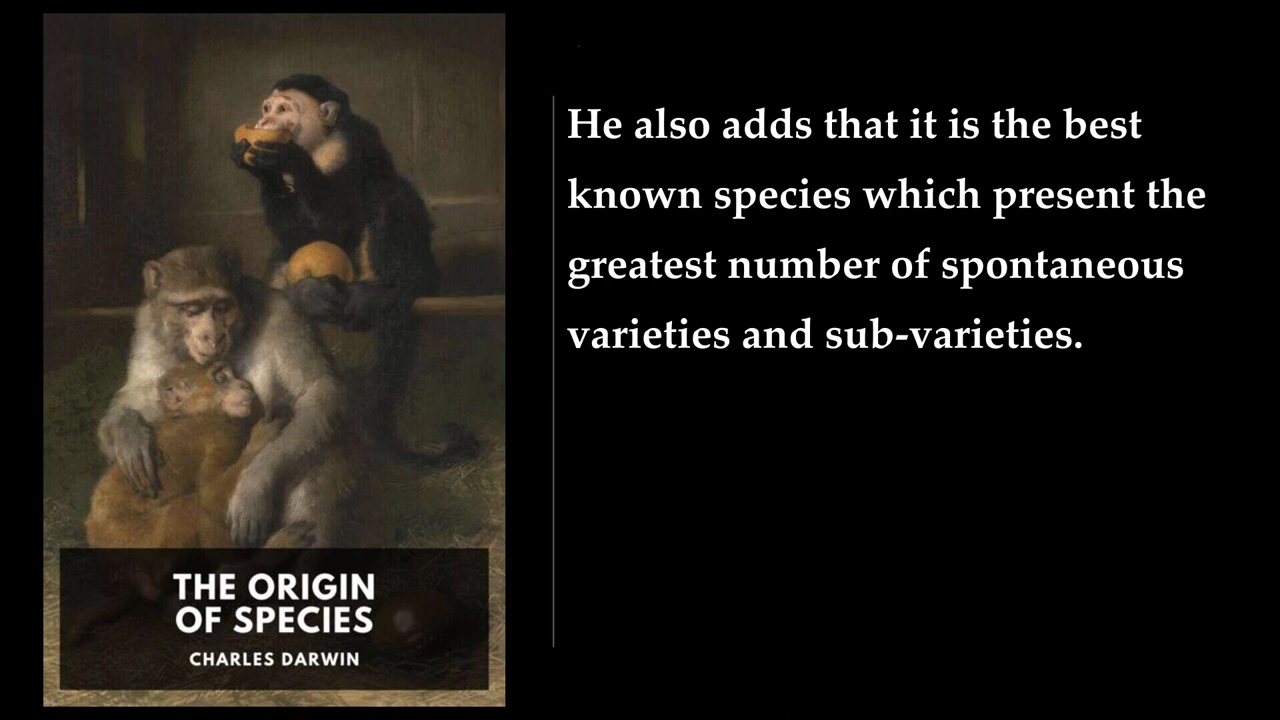 THE ORIGIN
OF SPECIES
CHARLES DARWIN
He also adds that it is the best
known species which present the
greatest number of spontaneous
varieties and sub-varieties.